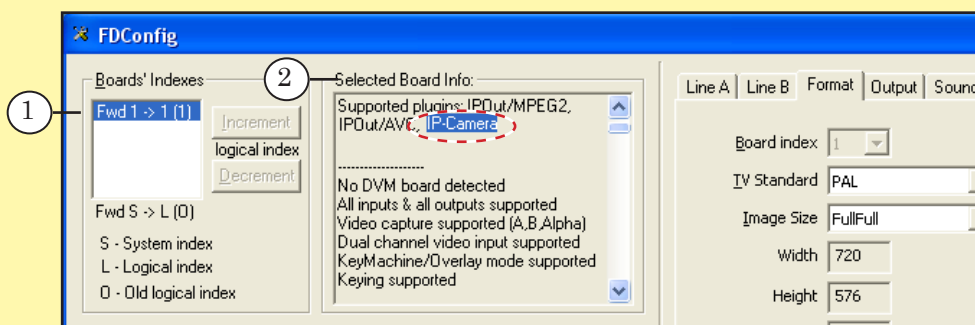 FDConfig
1
2
Boards' Indexes
Fwd 1 -> 1 (1)
Increment
logical index
Decrement
Fwd S -> L (O)
S - System index
L - Logical index
O - Old logical index
Selected Board Info:
Supported plugins: IPOut/MPEG2,
IPOut/AVC, IP-Camera
---------------------
No DVM board detected
All inputs & all outputs supported
Video capture supported (A,B,Alpha)
Dual channel video input supported
KeyMachine/Overlay mode supported
Keying supported
Line A Line B Format Output Sound
Board index 1
TV Standard PAL
Image Size FullFull
Width 720
Height 576